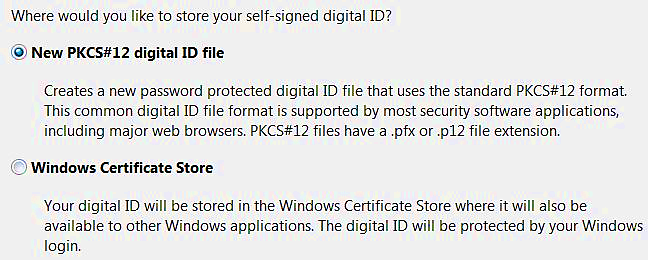 Where would you like to store your self-signed digital ID?
New PKCS#12 digital ID file
Creates a new password protected digital ID file that uses the standard PKCS#12 format.
This common digital ID file format is supported by most security software applications,
including major web browsers. PKCS#12 files have a .pfx or .p12 file extension.
Windows Certificate Store
Your digital ID will be stored in the Windows Certificate Store where it will also be
available to other Windows applications. The digital ID will be protected by your Windows
login.